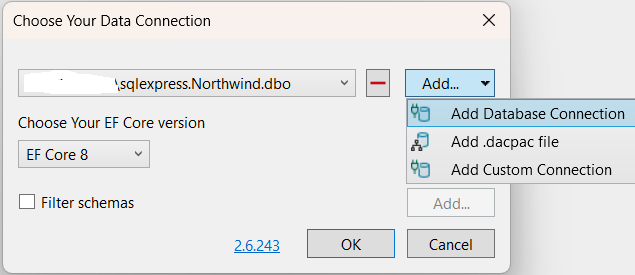 Choose Your Data Connection
\sqlexpress.Northwind.dbo
Add...
Add Database Connection
Choose Your EF Core version
Add .dacpac file
EF Core 8
Add Custom Connection
Filter schemas
Add...
2.6.243
OK
Cancel